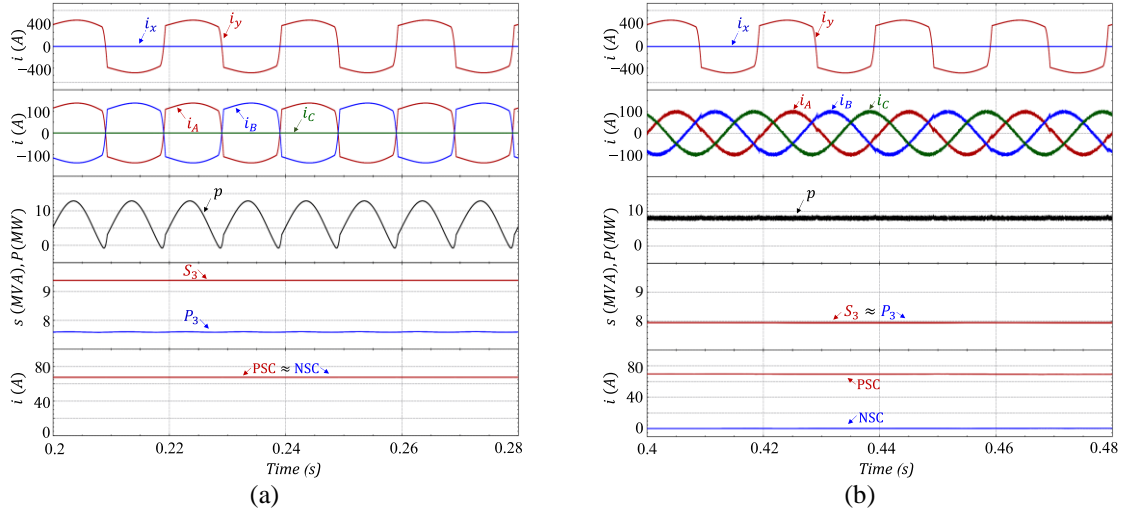 i (A)
400
0
−400
i_x
i_y
i (A)
100
0
−100
i_A
i_B
i_C
s (MVA), P(MW)
10
0
p
9
8
7
S_3
P_3
i (A)
80
40
0
PSC ≈ NSC
0.2
0.22
0.24
0.26
0.28
Time (s)
(a)
i (A)
400
0
−400
i_x
i_y
i (A)
100
0
−100
i_A
i_B
i_C
s (MVA), P(MW)
10
0
p
9
8
7
S_3 ≈ P_3
i (A)
80
40
0
PSC
NSC
0.4
0.42
0.44
0.46
0.48
Time (s)
(b)